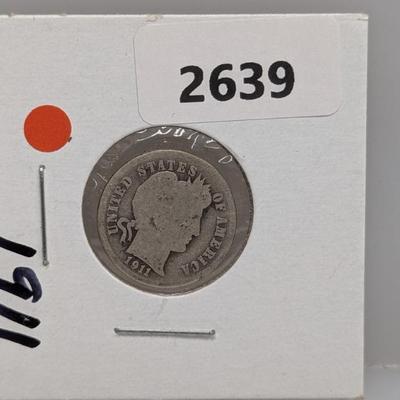 2639
UNITED STATES OF AMERICA
1911
1911